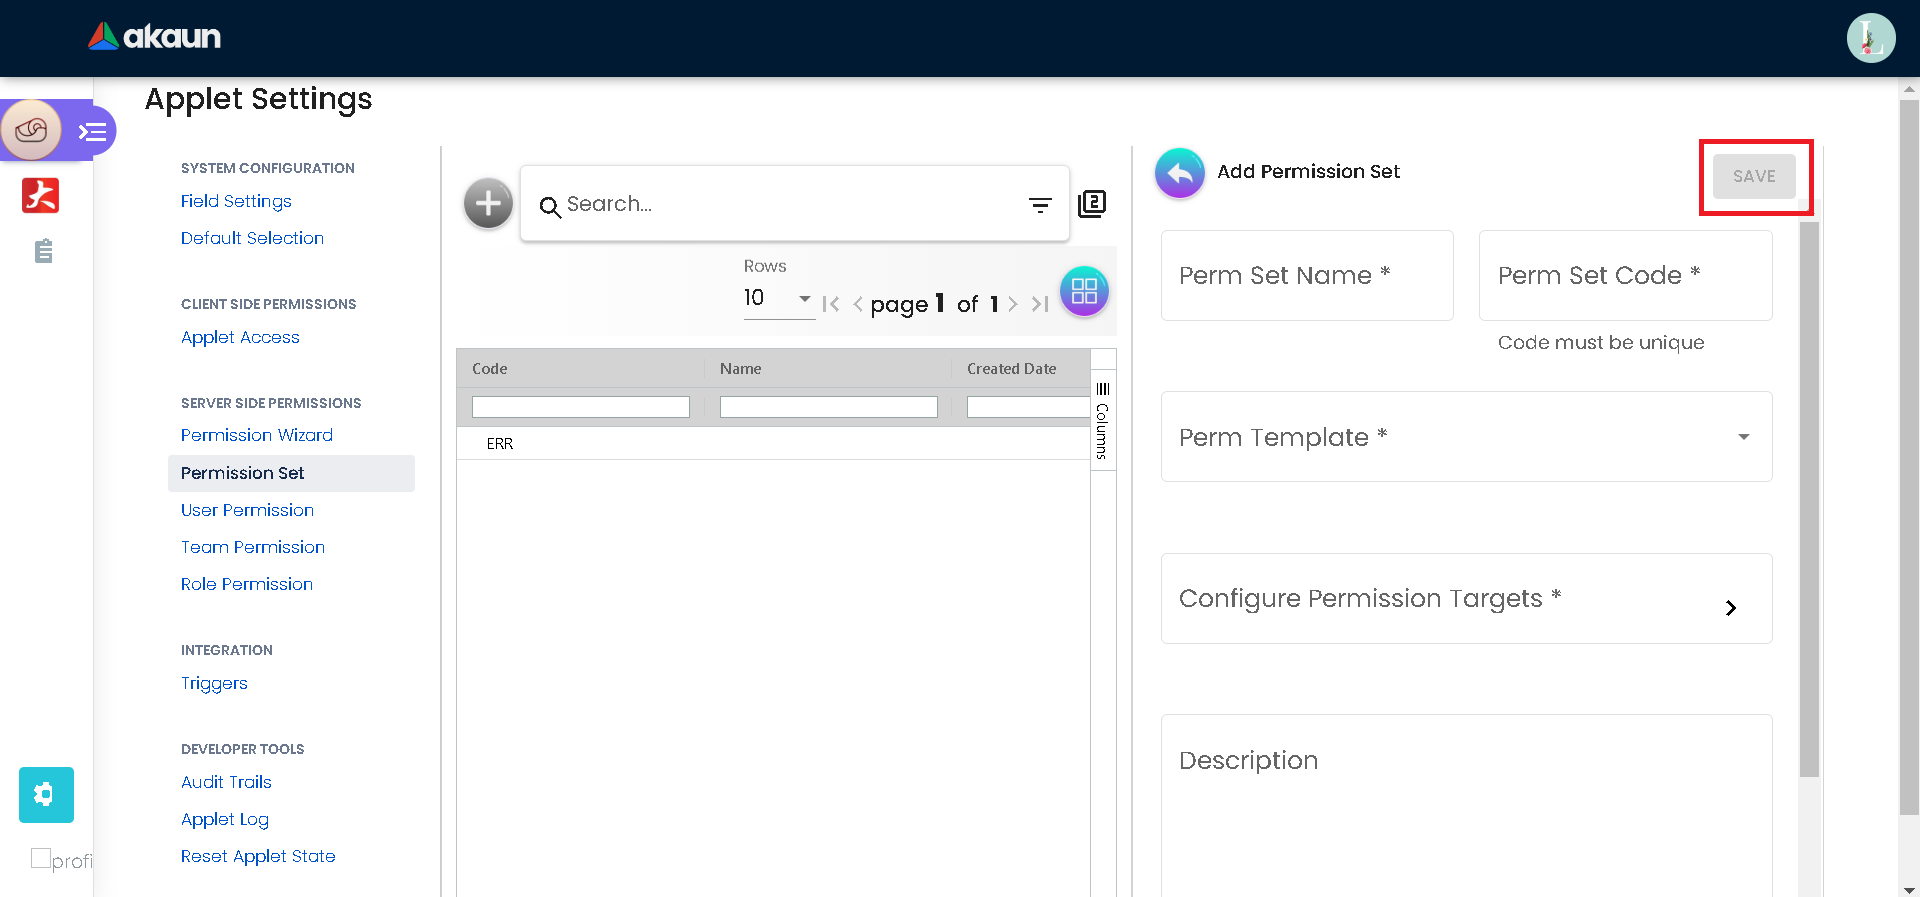 akaun
L
Applet Settings
SYSTEM CONFIGURATION
Field Settings
Default Selection
CLIENT SIDE PERMISSIONS
Applet Access
SERVER SIDE PERMISSIONS
Permission Wizard
Permission Set
User Permission
Team Permission
Role Permission
INTEGRATION
Triggers
DEVELOPER TOOLS
Audit Trails
Applet Log
Reset Applet State
profi
Search...
2
Rows
10
page 1 of 1
Code Name Created Date
ERR
Columns
Add Permission Set
SAVE
Perm Set Name *
Perm Set Code *
Code must be unique
Perm Template *
Configure Permission Targets *
Description